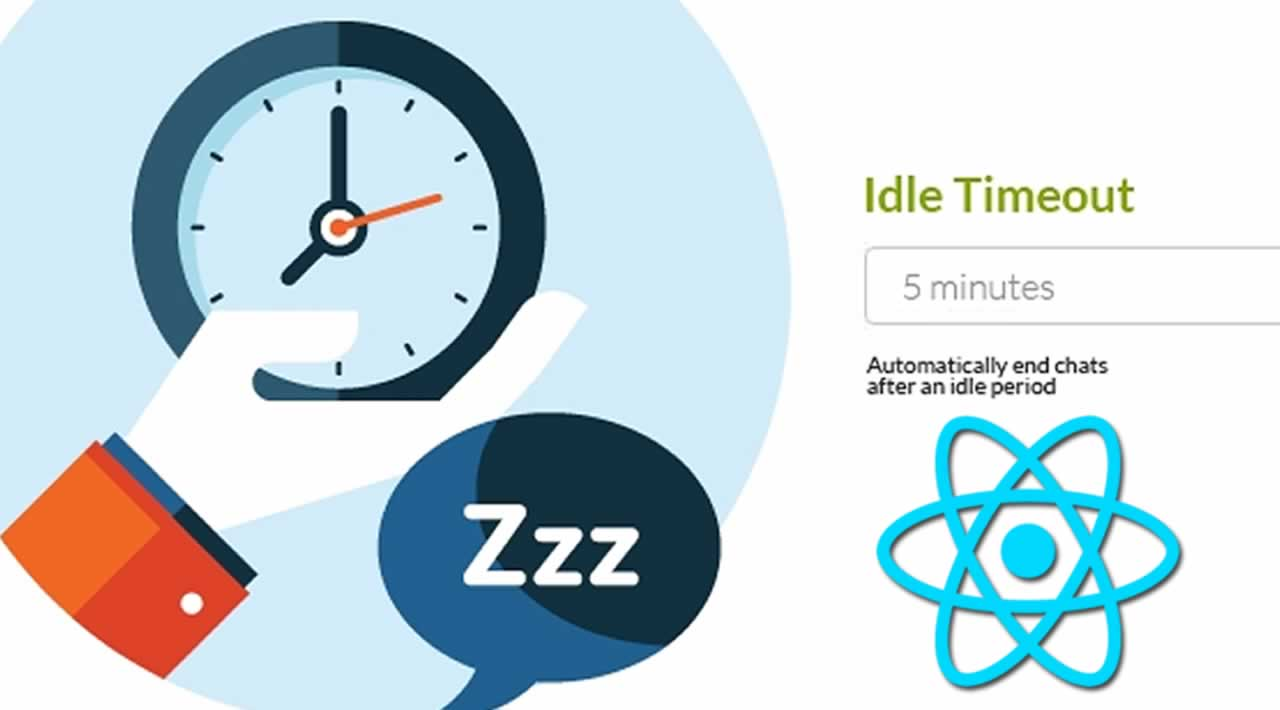 Idle Timeout
5 minutes
Automatically end chats
after an idle period
Zzz